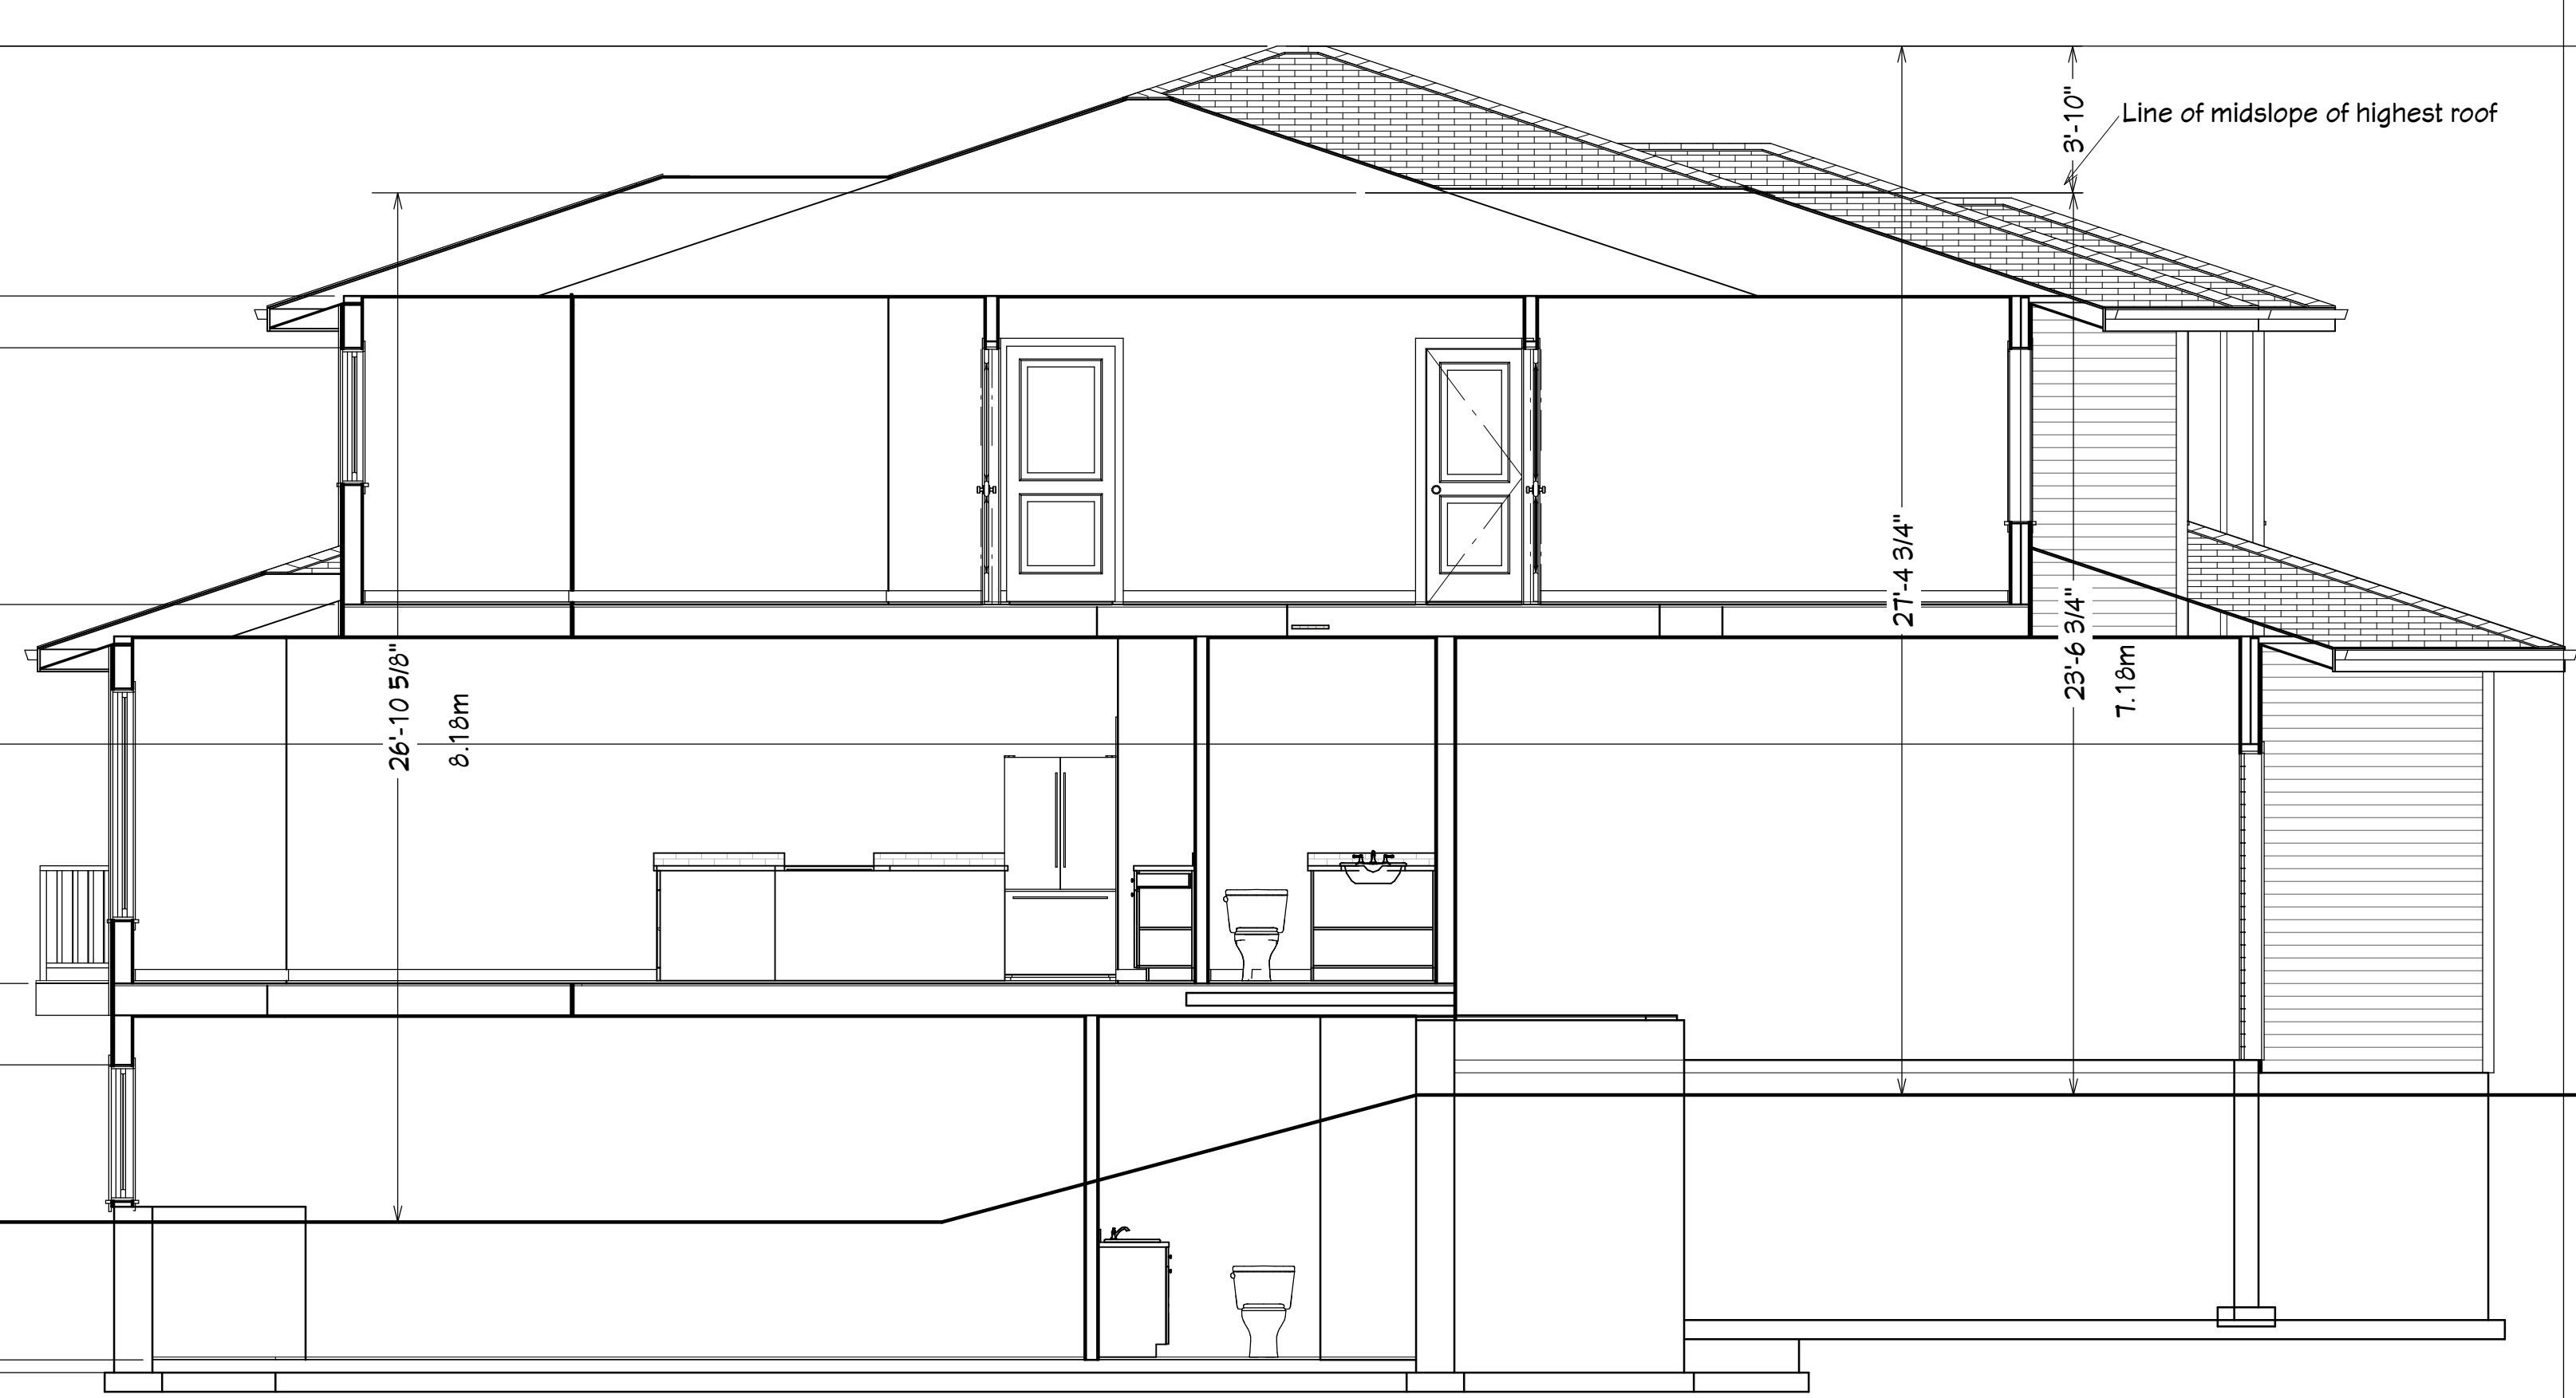 3'-10"
Line of midslope of highest roof
27'-4 3/4"
23'-6 3/4"
7.18m
26'-10 5/8"
8.18m